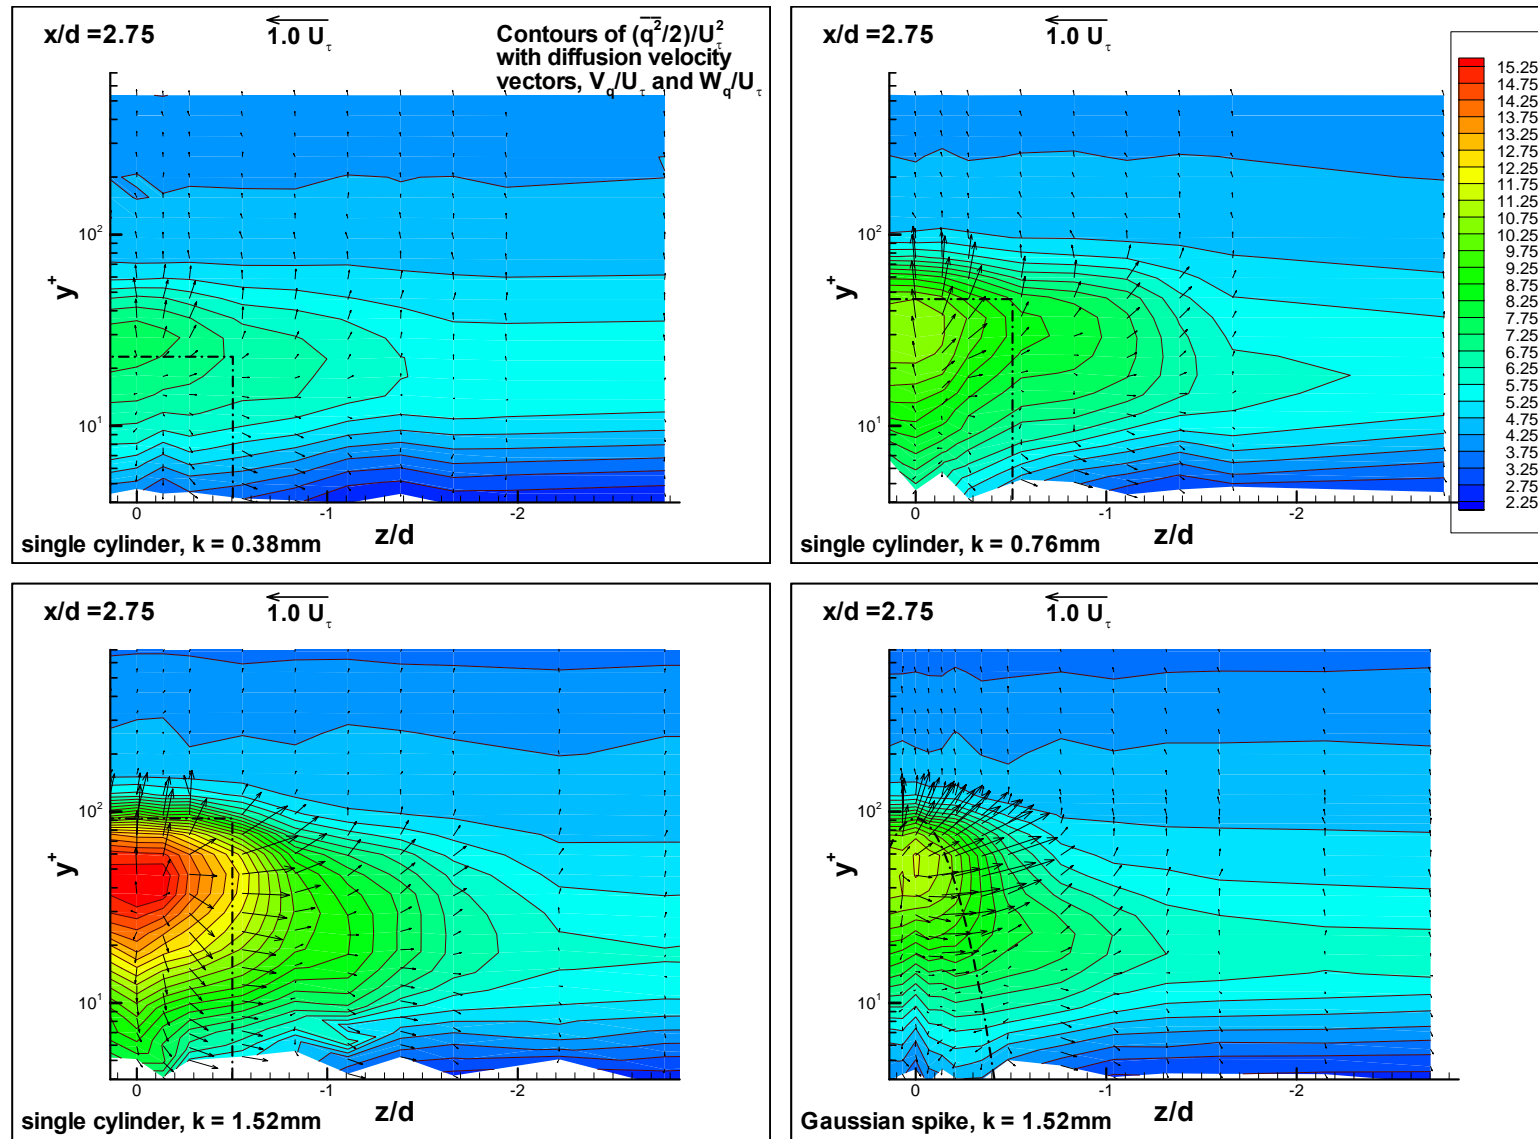 x/d =2.75
1.0 Uτ
Contours of (q²/2)/Uτ²
with diffusion velocity
vectors, Vq/Uτ and Wq/Uτ
y+
10²
10¹
0 -1 -2
z/d
single cylinder, k = 0.38mm
x/d =2.75
1.0 Uτ
y+
10²
10¹
0 -1 -2
z/d
single cylinder, k = 0.76mm
15.25
14.75
14.25
13.75
12.75
12.25
11.75
11.25
10.75
10.25
9.75
9.25
8.75
8.25
7.75
7.25
6.75
6.25
5.75
5.25
4.75
4.25
3.75
3.25
2.75
2.25
x/d =2.75
1.0 Uτ
y+
10²
10¹
0 -1 -2
z/d
single cylinder, k = 1.52mm
x/d =2.75
1.0 Uτ
y+
10²
10¹
0 -1 -2
z/d
Gaussian spike, k = 1.52mm